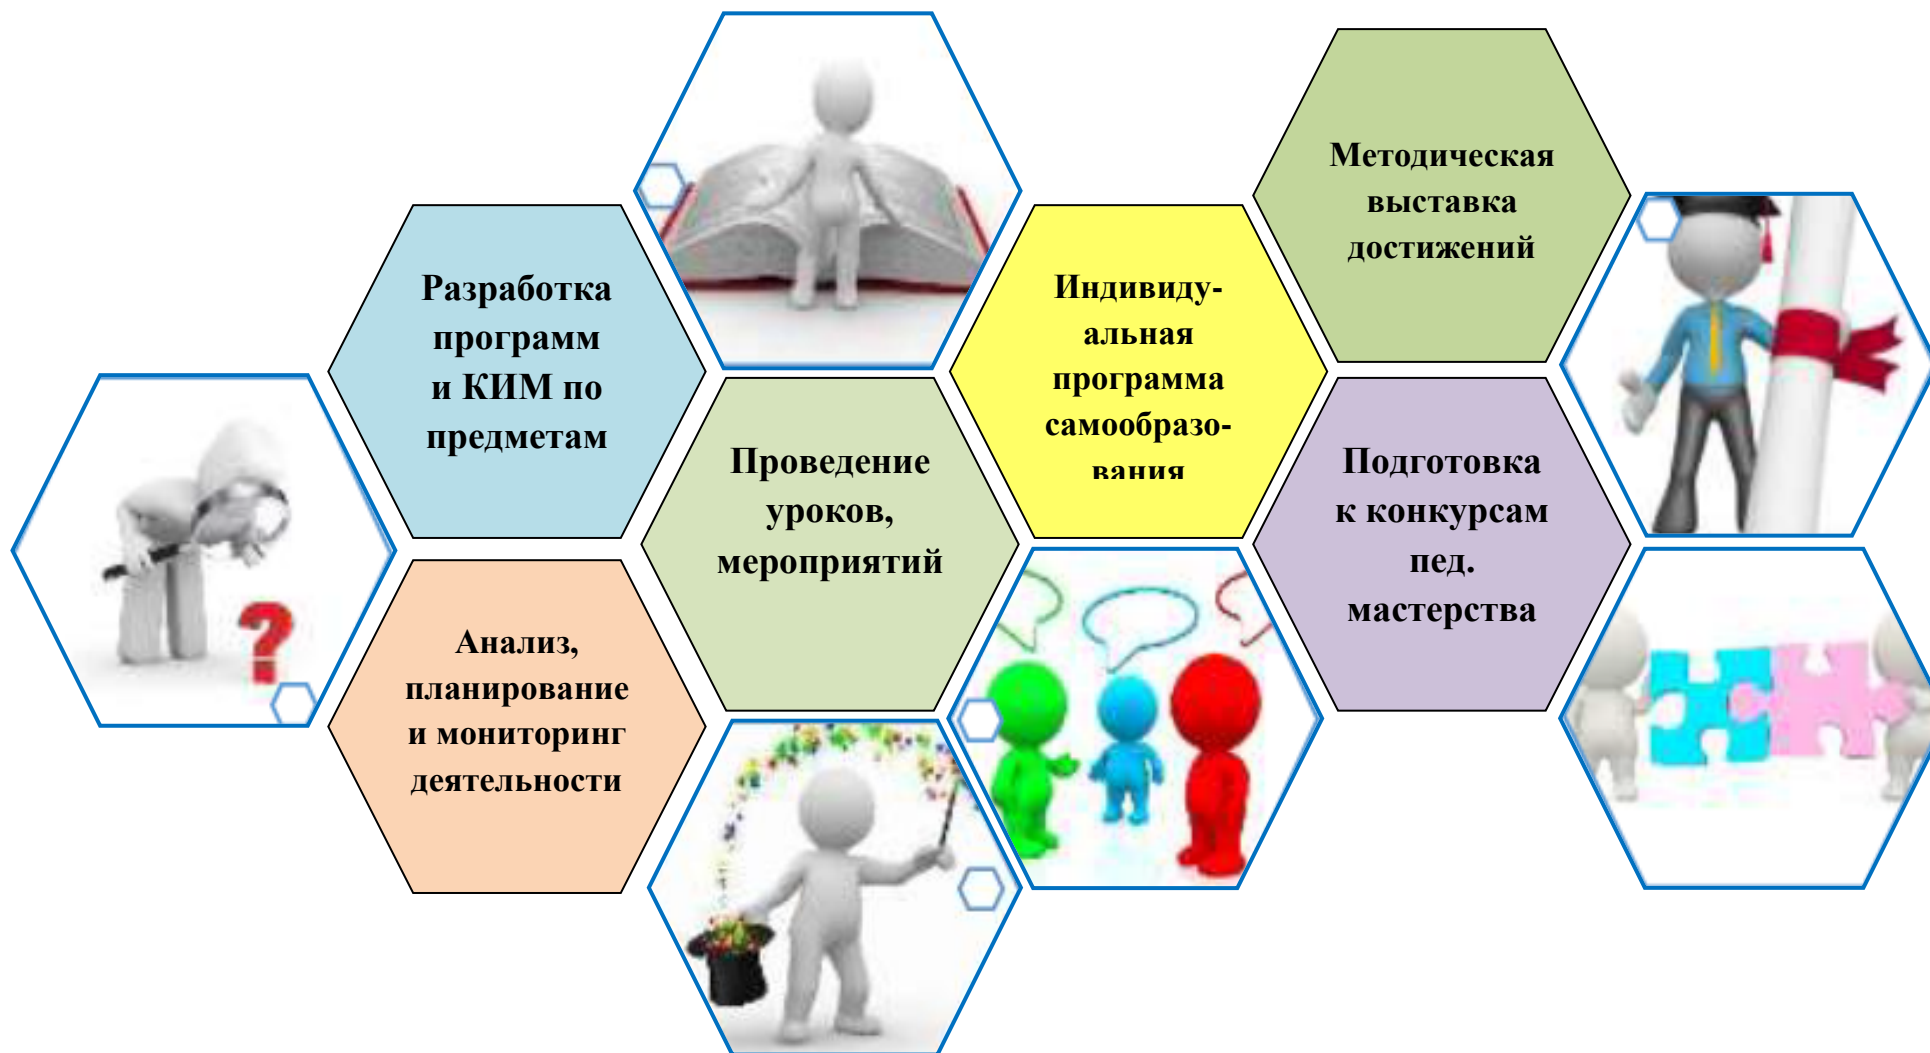 Разработка
программ
и КИМ по
предметам
Анализ,
планирование
и мониторинг
деятельности
Проведение
уроков,
мероприятий
Индивиду-
альная
программа
самообразо-
вания
Методическая
выставка
достижений
Подготовка
к конкурсам
пед.
мастерства
?